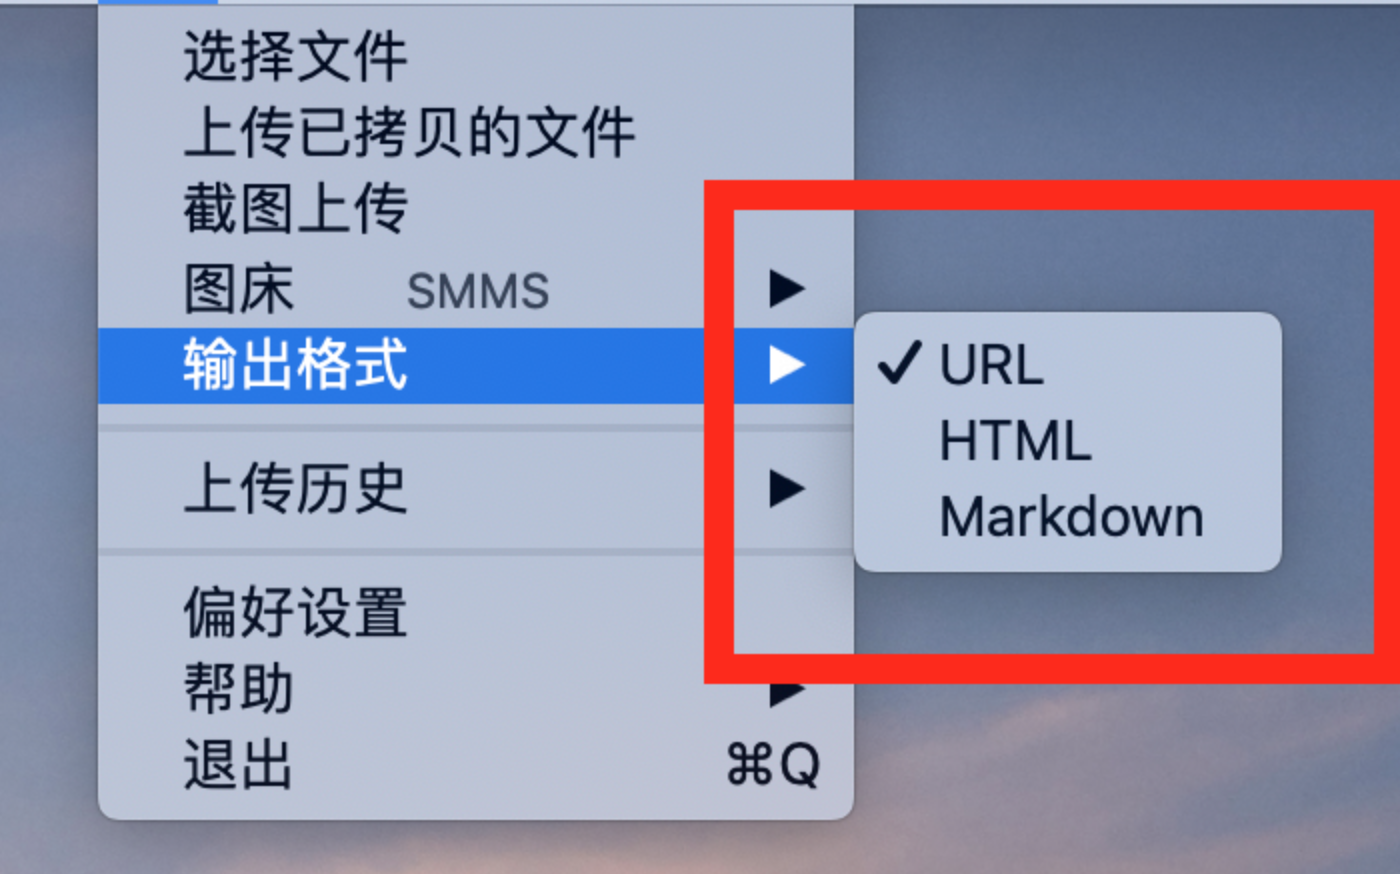 选择文件
上传已拷贝的文件
截图上传
图床 SMMS
输出格式
URL
HTML
Markdown
上传历史
偏好设置
帮助
退出 ⌘Q